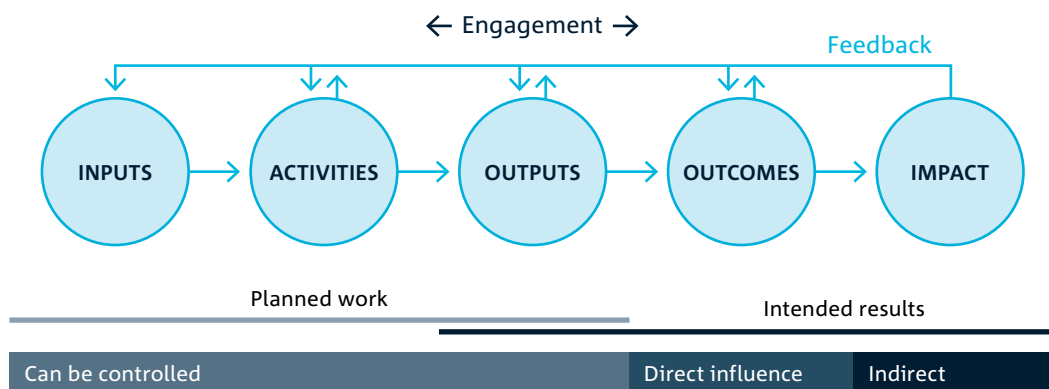 ← Engagement →
Feedback
INPUTS
ACTIVITIES
OUTPUTS
OUTCOMES
IMPACT
Planned work
Intended results
Can be controlled
Direct influence
Indirect